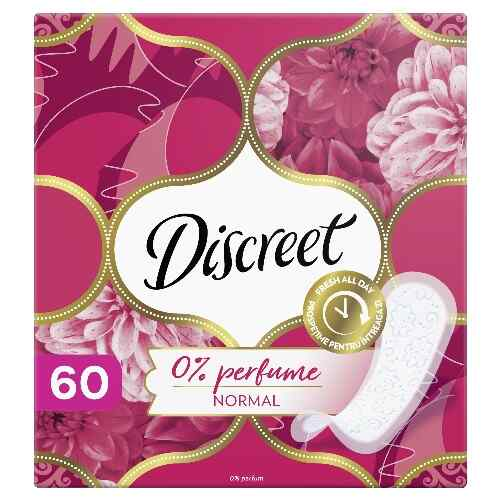 Discreet
FRESH ALL DAY
PROSPEȚIME PENTRU ÎNTREAGA ZI
0% perfume
NORMAL
60
0% parfum